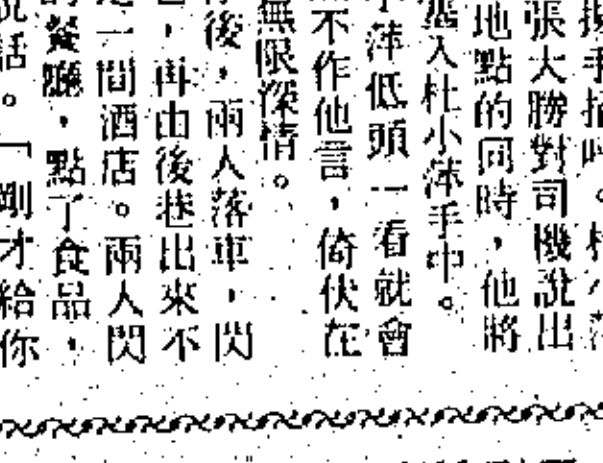 揚手招呼。杜小萍
張大勝對司機說出
地點的同時，他將
塞入杜小萍手中。
小萍低頭一看就會
不作他言，倚伏在
無限深情。
後，兩人落車，閃
，再由後巷出來不
一間酒店。兩人閃
的餐廳，點了食品，
說話。「剛才給你